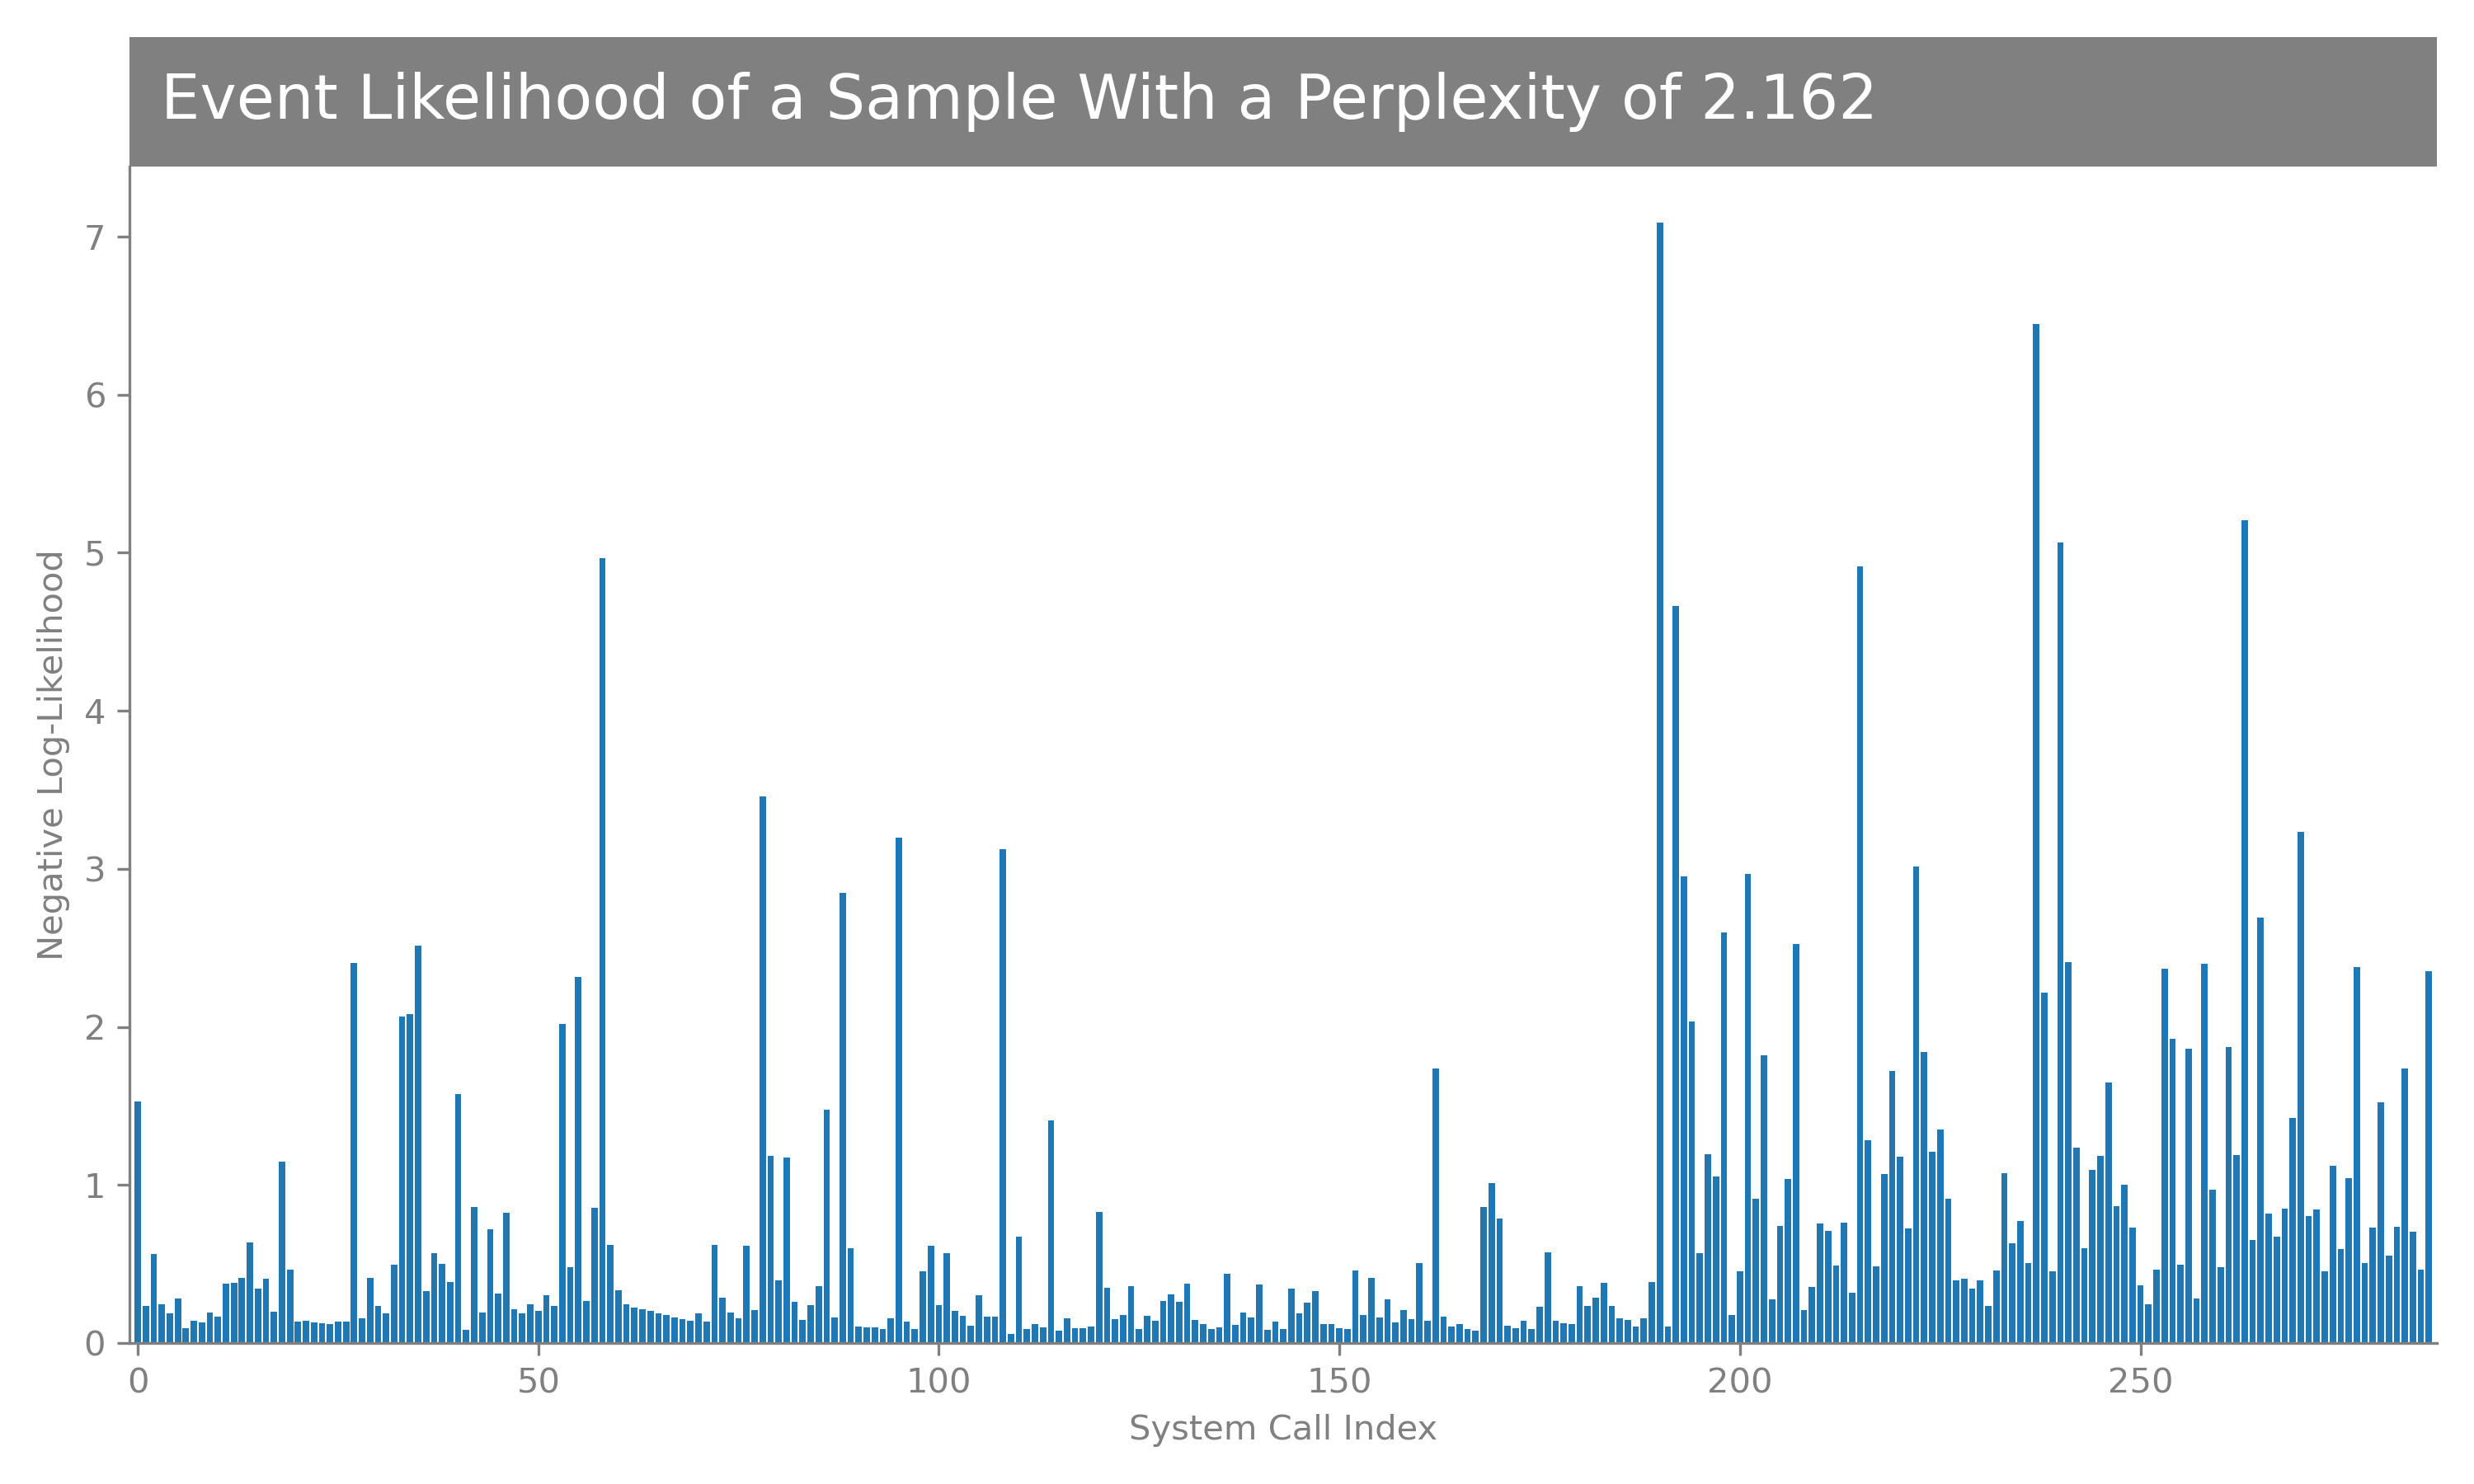 Event Likelihood of a Sample With a Perplexity of 2.162
7
6
5
4
3
2
1
0
Negative Log-Likelihood
0 50 100 150 200 250
System Call Index